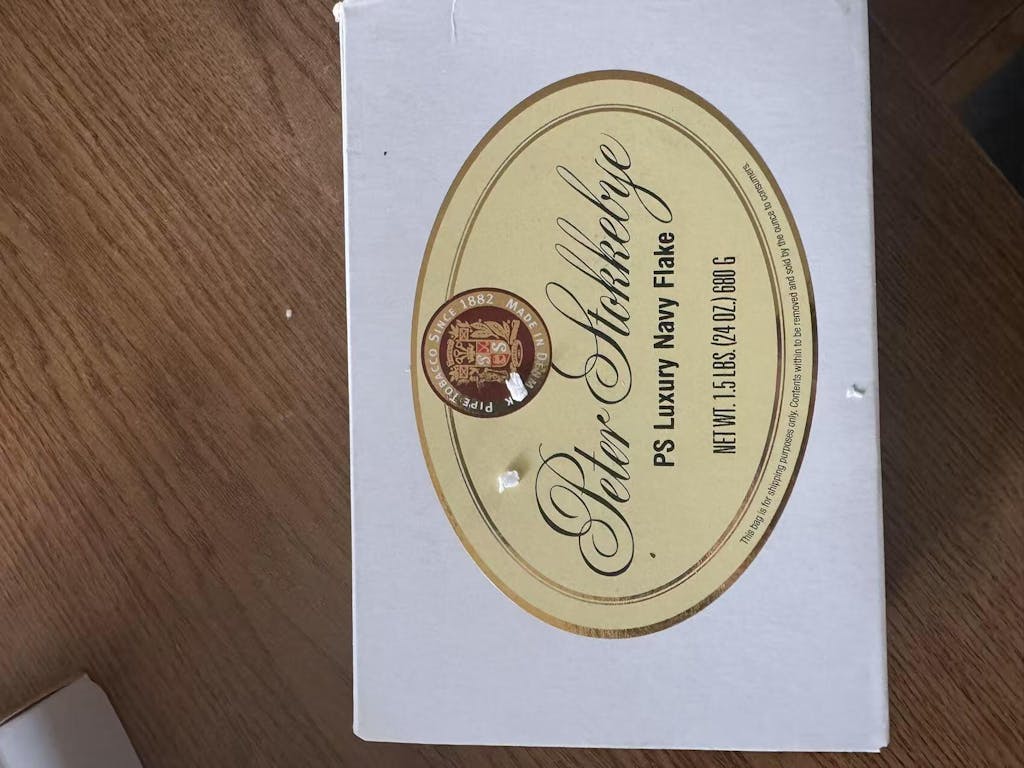 PIPE TOBACCO SINCE 1882 MADE IN DENM K
Peter Stokkebye
PS Luxury Navy Flake
NET WT. 1.5 LBS. (24 OZ.) 680 G
This bag is for shipping purposes only. Contents within to be removed and sold by the ounce to consumers.